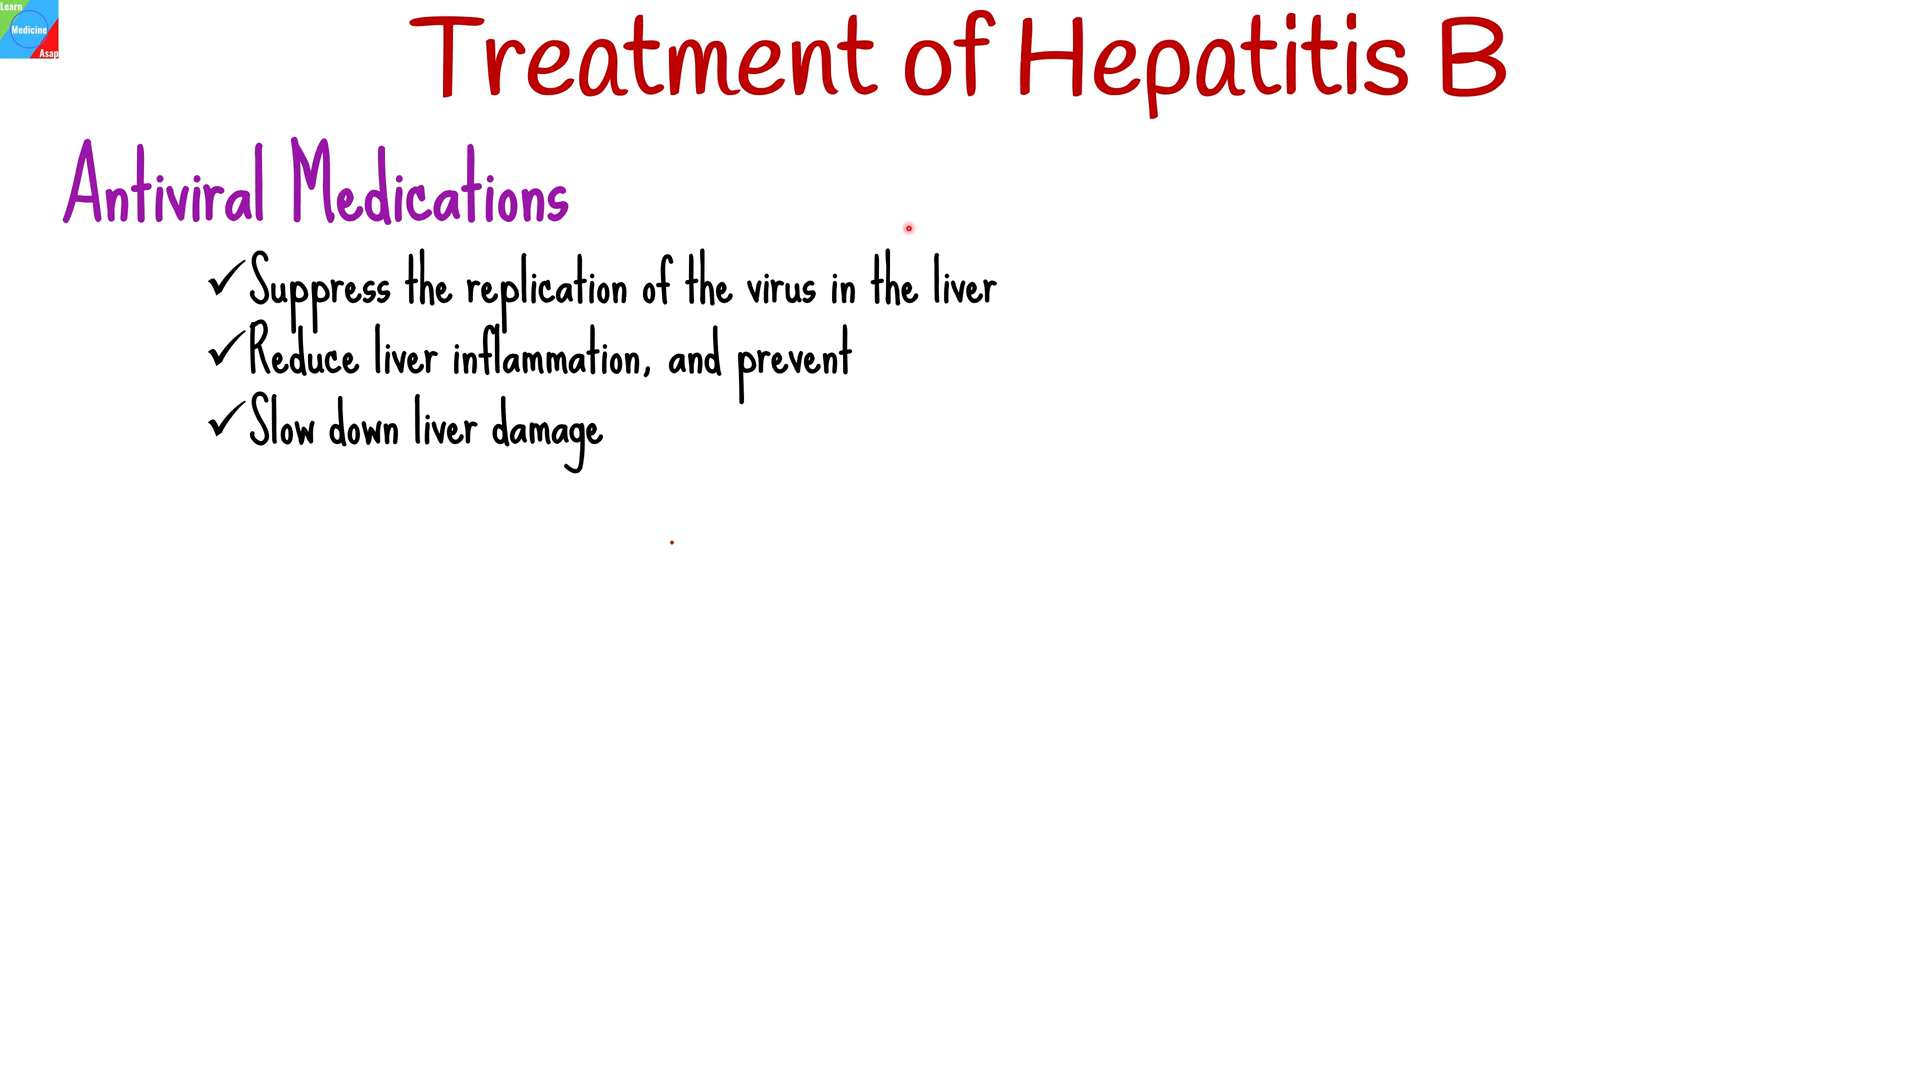 Learn
Medicine
Asap
Treatment of Hepatitis B
Antiviral Medications
✓Suppress the replication of the virus in the liver
✓Reduce liver inflammation, and prevent
✓Slow down liver damage